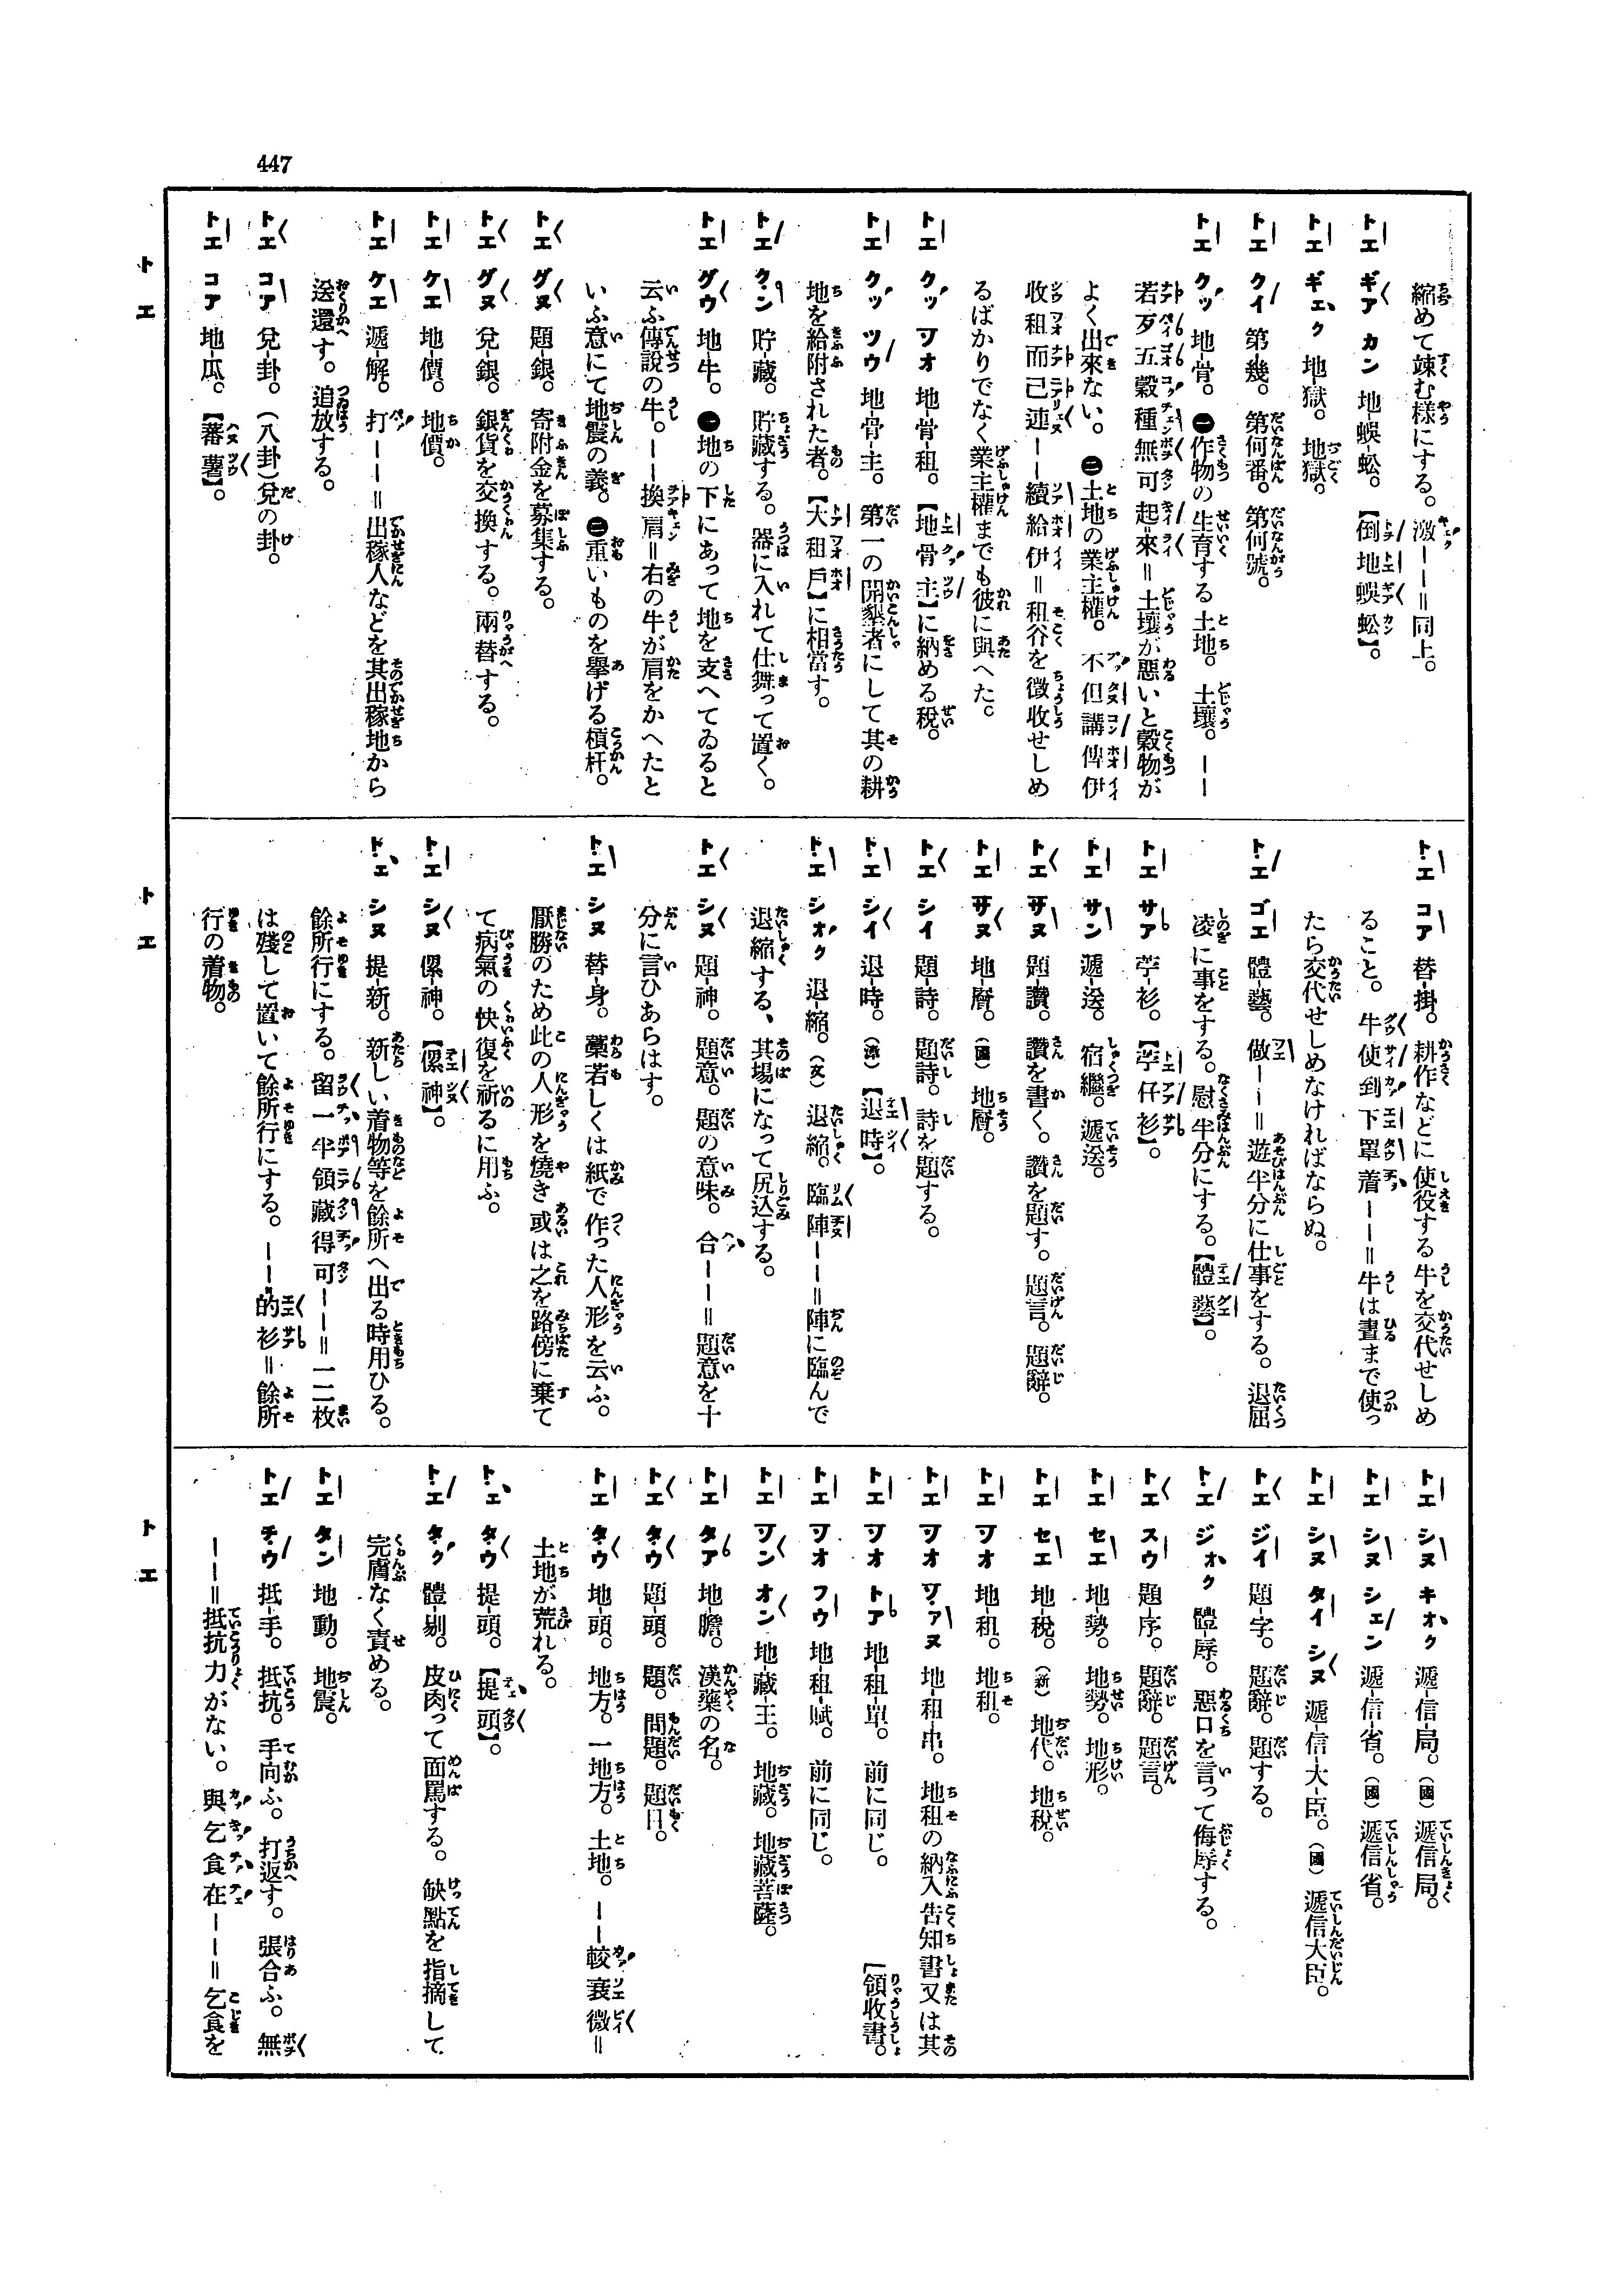 447
縮めて竦む樣にする。激——＝同上。
トエ ギア カン 地-蜈-蚣。【倒地蜈蚣】。
トエ ギェク 地-獄。地獄。
トエ クイ 第-幾。第何番。第何號。
トエ クッ 地-骨。㊀作物の生育する土地。土壤。——
若歹五穀種無可起來＝土壤が惡いと穀物が
よく出來ない。㊁土地の業主權。不但講俾伊
收租而己連——續給伊＝租谷を徵收せしめ
るばかりでなく業主權までも彼に與へた。
トエ クッ ツオ 地-骨-租。【地骨主】に納める稅。
トエ クッ ツウ 地-骨-主。第一の開墾者にして其の耕
地を給附された者。【大租戶】に相當す。
トエ クン 貯-藏。貯藏する。器に入れて仕舞って置く。
トエ グウ 地-牛。㊀地の下にあって地を支へてゐると
云ふ傳說の牛。——換肩＝右の牛が肩をかへたと
いふ意にて地震の義。㊁重いものを擧げる槓杆。
トエ グヌ 題-銀。寄附金を募集する。
トエ グヌ 兌-銀。銀貨を交換する。兩替する。
トエ ケエ 地-價。地價。
トエ ケエ 遞-解。打——＝出稼人などを其出稼地から
送還す。追放する。
トエ コア 兌-卦。（八卦）兌の卦。
トエ コア 地-瓜。【蕃薯】。
トエ コア 替-掛。耕作などに使役する牛を交代せしめ
ること。牛使到下罩着——＝牛は晝まで使っ
たら交代せしめなければならぬ。
トエ ゴエ 體-藝。做——＝遊半分に仕事をする。退屈
凌に事をする。慰半分にする。【體藝】。
トエ サア 苧-衫。【苧仔衫】。
トエ サン 遞-送。宿繼。遞送。
トエ サヌ 題-讚。讚を書く。讚を題す。題言。題辭。
トエ サヌ 地-曆。（國）地曆。
トエ シイ 題-詩。題詩。詩を題する。
トエ シイ 退-時。【退時】。
トエ シオク 退-縮。（文）退縮。臨陣——＝陣に臨んで
退縮する、其場になって尻込する。
トエ シヌ 題-神。題意。題の意味。合——＝題意を十
分に言ひあらはす。
トエ シヌ 替-身。藁若しくは紙で作った人形を云ふ。
厭勝のため此の人形を燒き或は之を路傍に棄て
て病氣の快復を祈るに用ふ。
トエ シヌ 傫-神。【傫神】。
トエ シヌ 提-新。新しい着物等を餘所へ出る時用ひる。
餘所行にする。留一半領藏得可——＝一二枚
は殘して置いて餘所行にする。——的衫＝餘所
行の着物。
トエ シヌ キオク 遞-信-局。（國）遞信局。
トエ シヌ シェン 遞-信-省。（國）遞信省。
トエ シヌ タイ シヌ 遞-信-大-臣。（國）遞信大臣。
トエ ジイ 題-字。題辭。題する。
トエ ジオク 體-辱。惡口を言って侮辱する。
トエ スウ 題-序。題辭。題言。
トエ セエ 地-勢。地勢。地形。
トエ セエ 地-稅。（新）地代。地稅。
トエ ツオ 地-租。地租。
トエ ツオ ツァヌ 地-租-串。地租の納入告知書又は其
領收書。
トエ ツオ トア 地-租-單。前に同じ。
トエ ツオ フウ 地-租-賦。前に同じ。
トエ ツン オン 地-藏-王。地藏。地藏菩薩。
トエ タア 地-膽。漢藥の名。
トエ タウ 題-頭。題。問題。題目。
トエ タウ 地-頭。地方。一地方。土地。——較衰微＝
土地が荒れる。
トエ タウ 提-頭。【提頭】。
トエ タク 體-剔。皮肉って面罵する。缺點を指摘して
完膚なく責める。
トエ タン 地-動。地震。
トエ チウ 抵-手。抵抗。手向ふ。打返す。張合ふ。無
——＝抵抗力がない。與乞食在——＝乞食を
ト エ
ト エ
ト エ